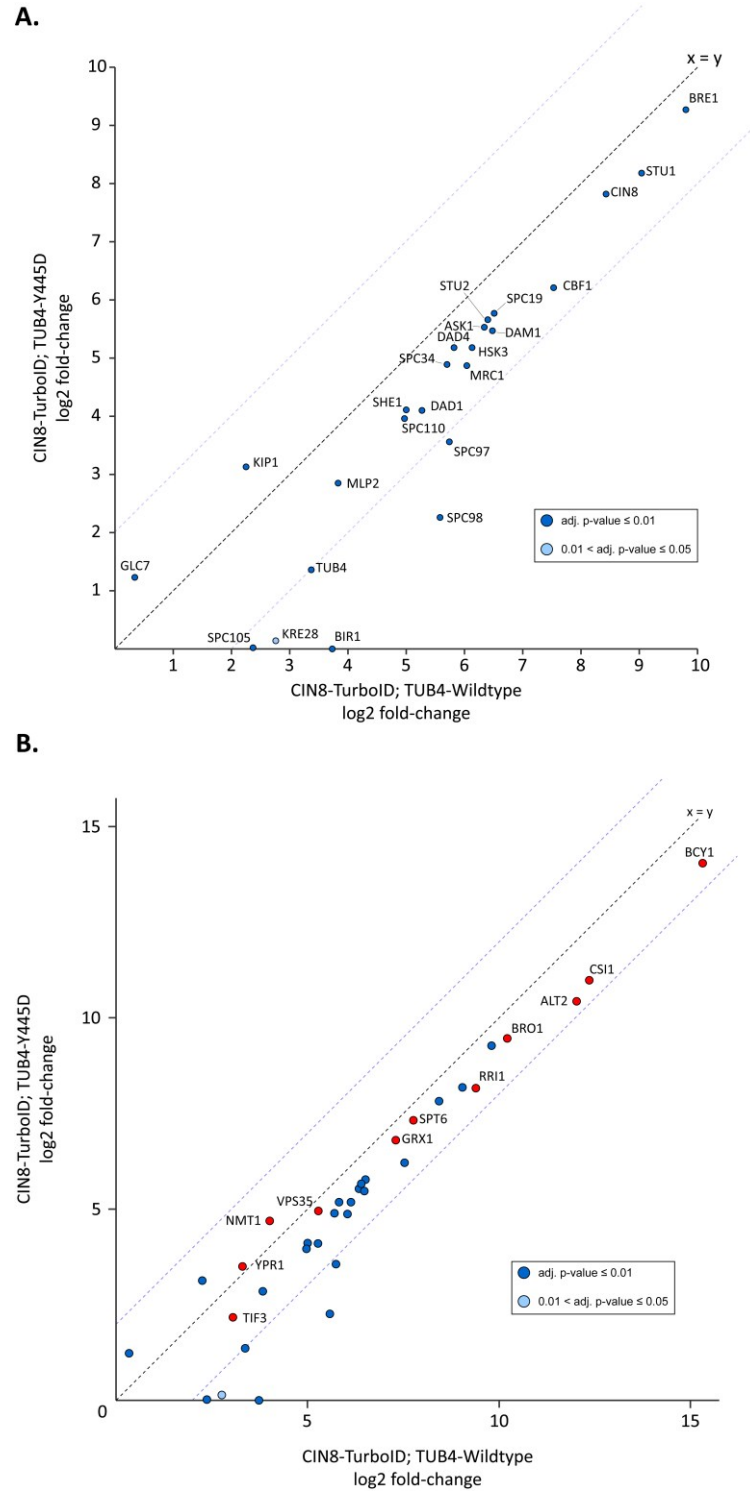 A.
x = y
10
BRE1
9
STU1
8
CIN8
7
STU2
SPC19
CBF1
6
ASK1
DAM1
DAD4
HSK3
5
SPC34
MRC1
SHE1
DAD1
4
SPC110
SPC97
KIP1
3
MLP2
SPC98
2
TUB4
GLC7
1
SPC105
KRE28
BIR1
adj. p-value ≤ 0.01
0.01 < adj. p-value ≤ 0.05
CIN8-TurboID; TUB4-Y445D
log2 fold-change
1 2 3 4 5 6 7 8 9 10
CIN8-TurboID; TUB4-Wildtype
log2 fold-change
B.
x = y
15
BCY1
CSI1
ALT2
10
BRO1
RRI1
SPT6
GRX1
VPS35
5
NMT1
YPR1
TIF3
adj. p-value ≤ 0.01
0.01 < adj. p-value ≤ 0.05
CIN8-TurboID; TUB4-Y445D
log2 fold-change
0 5 10 15
CIN8-TurboID; TUB4-Wildtype
log2 fold-change